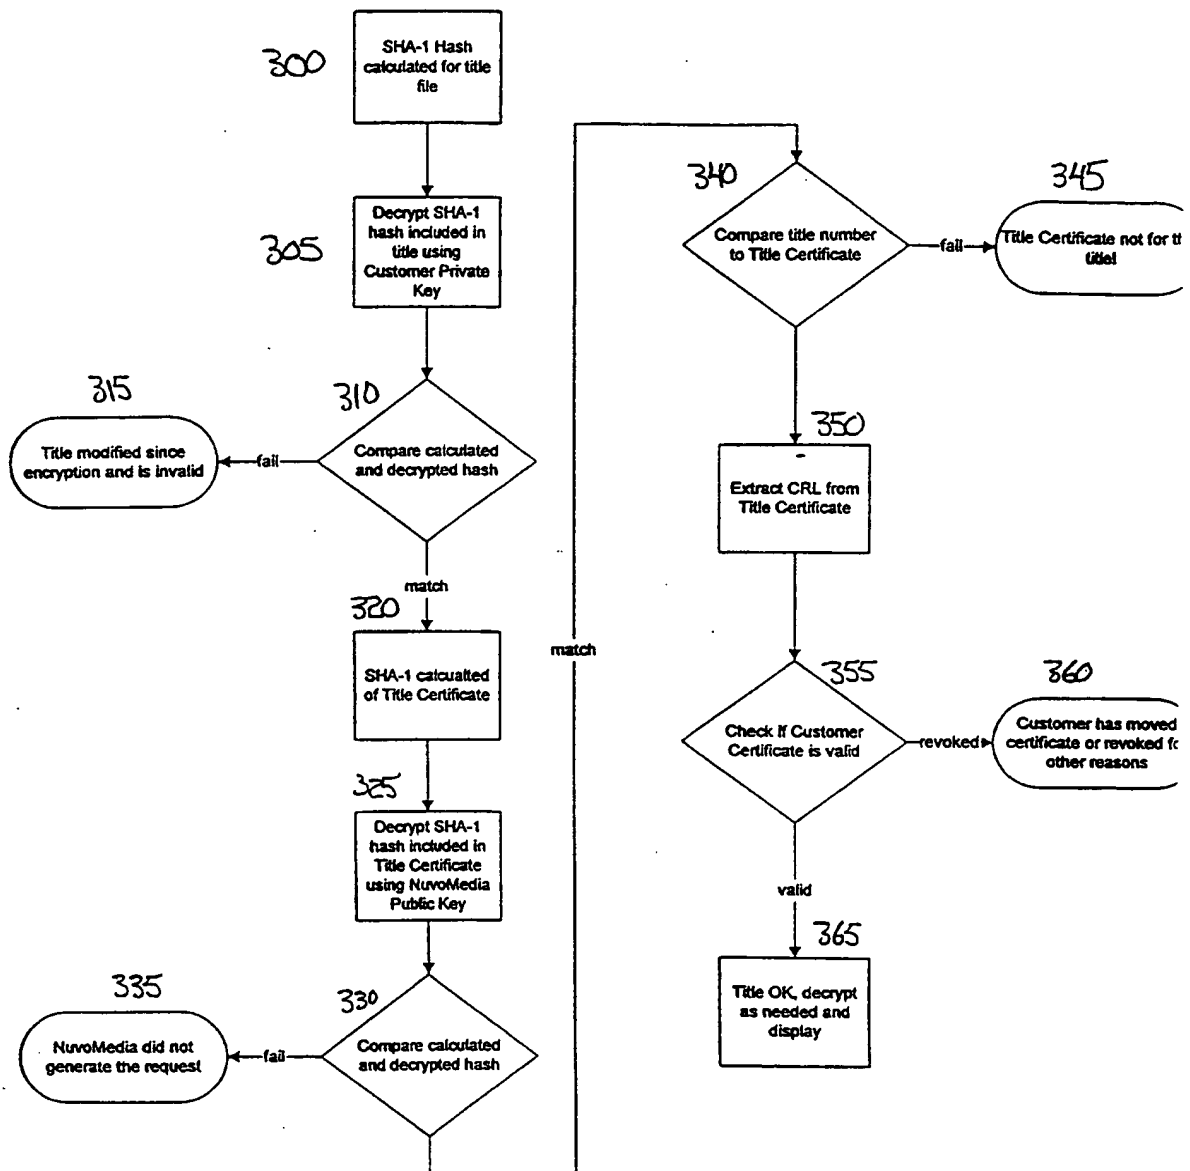 300
SHA-1 Hash
calculated for title
file
305
Decrypt SHA-1
hash included in
title using
Customer Private
Key
315
310
Title modified since
encryption and is invalid
fail
Compare calculated
and decrypted hash
match
320
SHA-1 calcualted
of Title Certificate
325
Decrypt SHA-1
hash included in
Title Certificate
using NuvoMedia
Public Key
335
330
NuvoMedia did not
generate the request
fail
Compare calculated
and decrypted hash
match
340
Compare title number
to Title Certificate
fail
345
Title Certificate not for th
title!
350
Extract CRL from
Title Certificate
355
Check If Customer
Certificate is valid
revoked
360
Customer has moved
certificate or revoked fo
other reasons
valid
365
Title OK, decrypt
as needed and
display